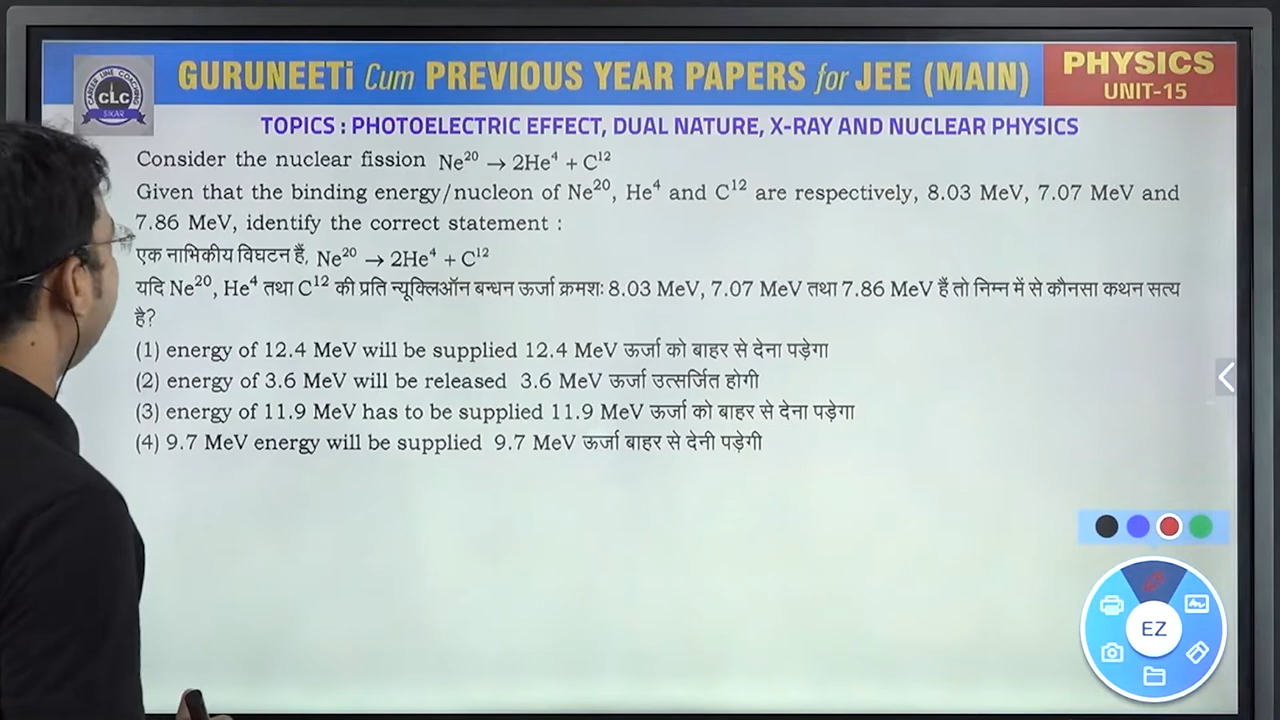 GURUNEETi Cum PREVIOUS YEAR PAPERS for JEE (MAIN)
PHYSICS
UNIT-15
CAREER LINE COACHING
CLC
SIKAR
TOPICS : PHOTOELECTRIC EFFECT, DUAL NATURE, X-RAY AND NUCLEAR PHYSICS
Consider the nuclear fission Ne²⁰ → 2He⁴ + C¹²
Given that the binding energy/nucleon of Ne²⁰, He⁴ and C¹² are respectively, 8.03 MeV, 7.07 MeV and
7.86 MeV, identify the correct statement :
एक नाभिकीय विघटन हैं, Ne²⁰ → 2He⁴ + C¹²
यदि Ne²⁰, He⁴ तथा C¹² की प्रति न्यूक्लिऑन बन्धन ऊर्जा क्रमशः 8.03 MeV, 7.07 MeV तथा 7.86 MeV हैं तो निम्न में से कौनसा कथन सत्य
है?
(1) energy of 12.4 MeV will be supplied 12.4 MeV ऊर्जा को बाहर से देना पड़ेगा
(2) energy of 3.6 MeV will be released 3.6 MeV ऊर्जा उत्सर्जित होगी
(3) energy of 11.9 MeV has to be supplied 11.9 MeV ऊर्जा को बाहर से देना पड़ेगा
(4) 9.7 MeV energy will be supplied 9.7 MeV ऊर्जा बाहर से देनी पड़ेगी
EZ